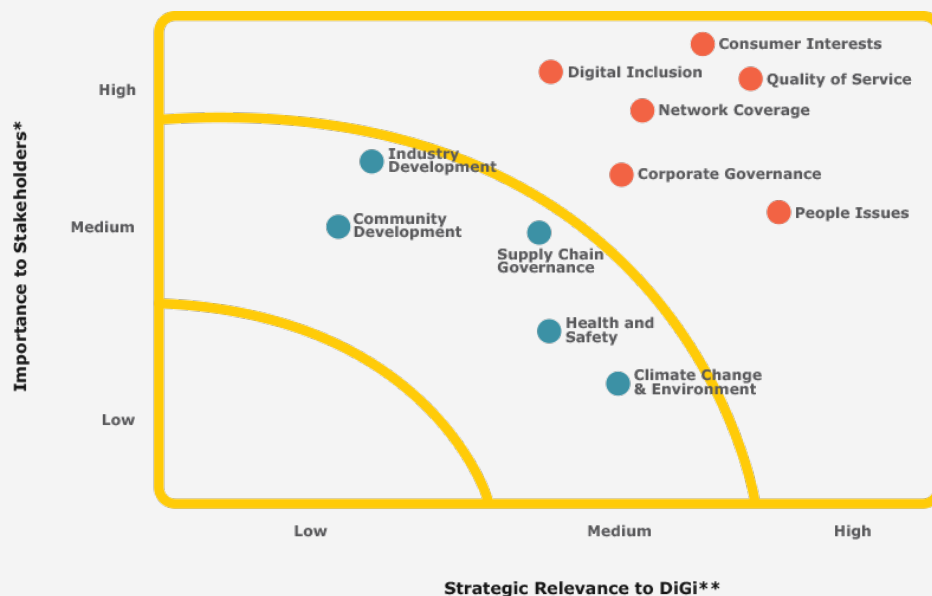 Consumer Interests
Digital Inclusion
Quality of Service
High
Network Coverage
Industry
Development
Corporate Governance
People Issues
Community
Development
Medium
Supply Chain
Governance
Health and
Safety
Climate Change
& Environment
Low
Importance to Stakeholders*
Low
Medium
High
Strategic Relevance to DiGi**